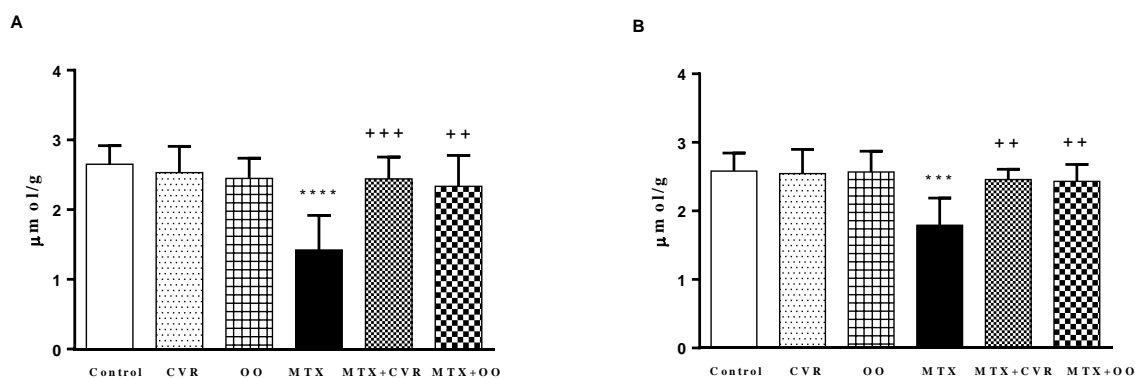 A
B
4
3
2
1
0
μmol/g
****
+++
++
Control CVR OO MTX MTX+CVR MTX+OO
4
3
2
1
0
μmol/g
***
++
++
Control CVR OO MTX MTX+CVR MTX+OO